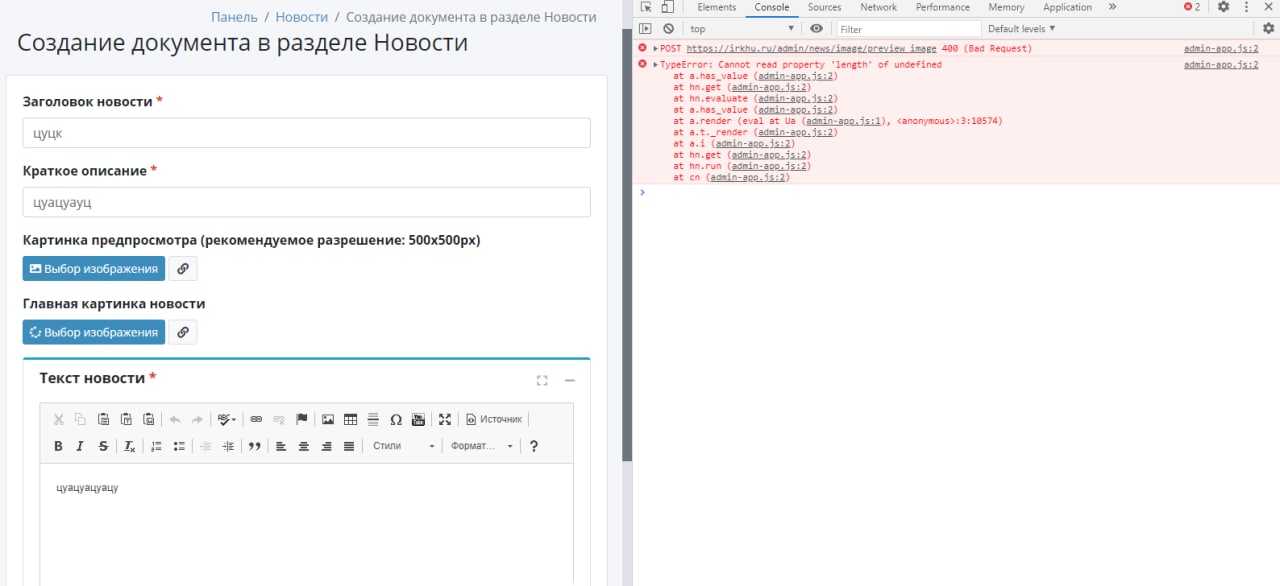 Панель / Новости / Создание документа в разделе Новости
Создание документа в разделе Новости
Заголовок новости *
цуцк
Краткое описание *
цуацуауц
Картинка предпросмотра (рекомендуемое разрешение: 500x500px)
Выбор изображения
Главная картинка новости
Выбор изображения
Текст новости *
Источник
B I S Tx Ω ABC You Tube
Стили Формат... ?
цуацуацуацу
Elements Console Sources Network Performance Memory Application » 2
top Filter Default levels
POST https://irkhu.ru/admin/news/image/preview_image 400 (Bad Request) admin-app.js:2
TypeError: Cannot read property 'length' of undefined admin-app.js:2
at a.has_value (admin-app.js:2)
at hn.get (admin-app.js:2)
at hn.evaluate (admin-app.js:2)
at a.has_value (admin-app.js:2)
at a.render (eval at Ua (admin-app.js:1), <anonymous>:3:10574)
at a.t._render (admin-app.js:2)
at a.i (admin-app.js:2)
at hn.get (admin-app.js:2)
at hn.run (admin-app.js:2)
at cn (admin-app.js:2)